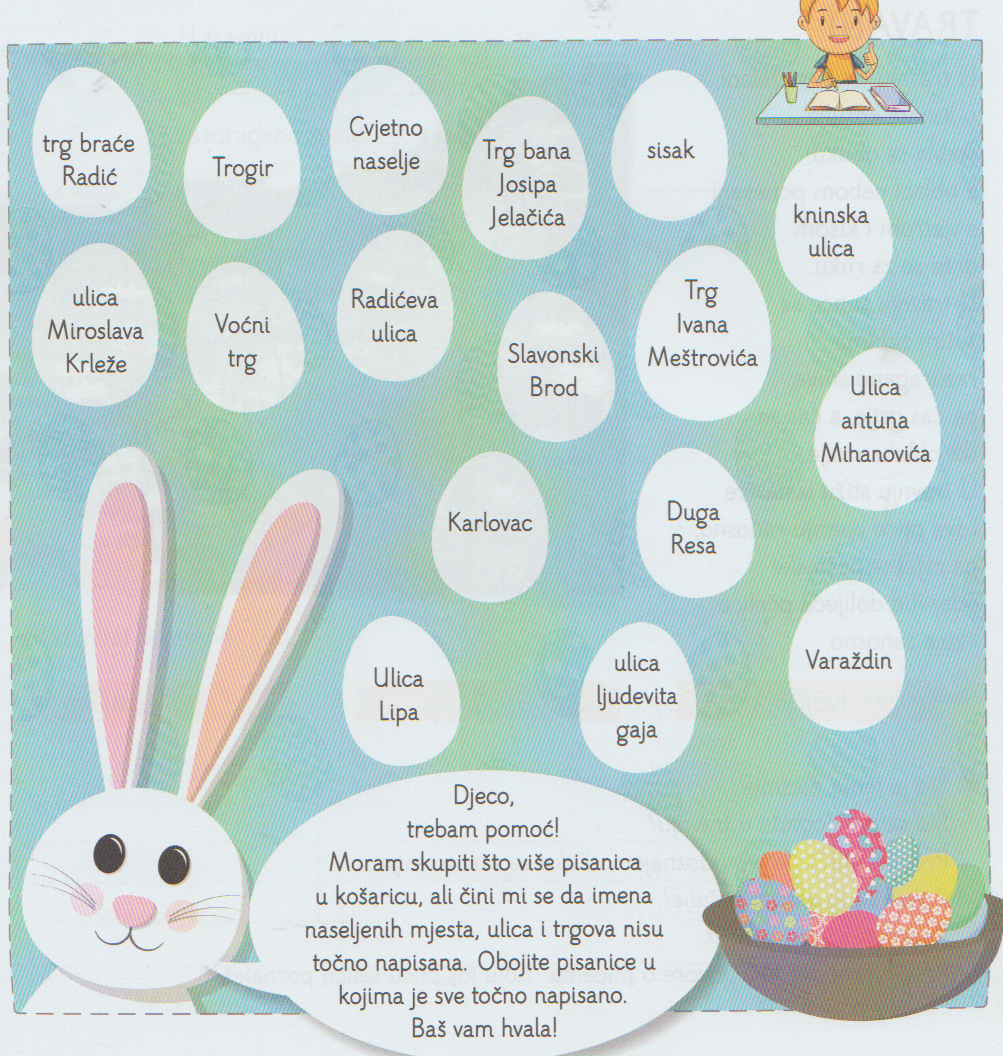 trg braće
Radić
Trogir
Cvjetno
naselje
Trg bana
Josipa
Jelačića
sisak
kninska
ulica
ulica
Miroslava
Krleže
Voćni
trg
Radićeva
ulica
Slavonski
Brod
Trg
Ivana
Meštrovića
Ulica
antuna
Mihanovića
Karlovac
Duga
Resa
Ulica
Lipa
ulica
ljudevita
gaja
Varaždin
Djeco,
trebam pomoć!
Moram skupiti što više pisanica
u košaricu, ali čini mi se da imena
naseljenih mjesta, ulica i trgova nisu
točno napisana. Obojite pisanice u
kojima je sve točno napisano.
Baš vam hvala!